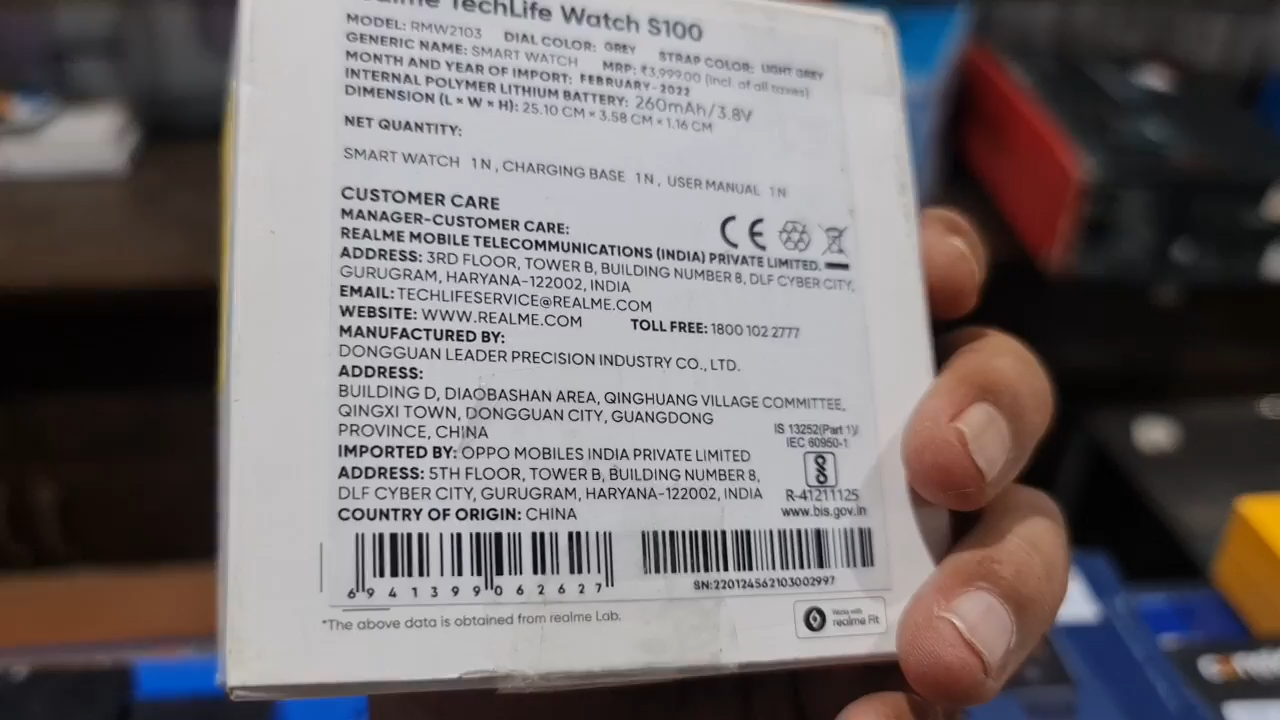 realme TechLife Watch S100
MODEL: RMW2103 DIAL COLOR: GREY STRAP COLOR: LIGHT GREY
GENERIC NAME: SMART WATCH MRP: ₹3,999.00 (Incl. of all taxes)
MONTH AND YEAR OF IMPORT: FEBRUARY-2022
INTERNAL POLYMER LITHIUM BATTERY: 260mAh/3.8V
DIMENSION (L × W × H): 25.10 CM × 3.58 CM × 1.16 CM
NET QUANTITY:
SMART WATCH 1N, CHARGING BASE 1N, USER MANUAL 1N
CUSTOMER CARE
MANAGER-CUSTOMER CARE:
REALME MOBILE TELECOMMUNICATIONS (INDIA) PRIVATE LIMITED.
ADDRESS: 3RD FLOOR, TOWER B, BUILDING NUMBER 8, DLF CYBER CITY,
GURUGRAM, HARYANA-122002, INDIA
EMAIL: TECHLIFESERVICE@REALME.COM
WEBSITE: WWW.REALME.COM TOLL FREE: 1800 102 2777
MANUFACTURED BY:
DONGGUAN LEADER PRECISION INDUSTRY CO., LTD.
ADDRESS:
BUILDING D, DIAOBASHAN AREA, QINGHUANG VILLAGE COMMITTEE,
QINGXI TOWN, DONGGUAN CITY, GUANGDONG
PROVINCE, CHINA
IMPORTED BY: OPPO MOBILES INDIA PRIVATE LIMITED
ADDRESS: 5TH FLOOR, TOWER B, BUILDING NUMBER 8,
DLF CYBER CITY, GURUGRAM, HARYANA-122002, INDIA
COUNTRY OF ORIGIN: CHINA
CE
IS 13252(Part 1)/
IEC 60950-1
R-41211125
www.bis.gov.in
6941399062627
SN:220124562103002997
*The above data is obtained from realme Lab.
Works with
realme Fit